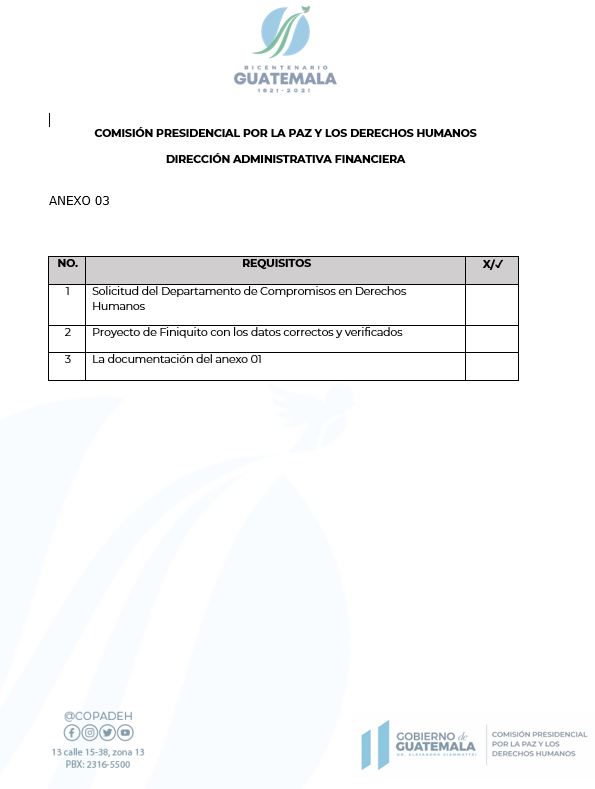 BICENTENARIO
GUATEMALA
1821-2021
COMISIÓN PRESIDENCIAL POR LA PAZ Y LOS DERECHOS HUMANOS
DIRECCIÓN ADMINISTRATIVA FINANCIERA
ANEXO 03
NO. REQUISITOS X/✓
1 Solicitud del Departamento de Compromisos en Derechos
Humanos
2 Proyecto de Finiquito con los datos correctos y verificados
3 La documentación del anexo 01
@COPADEH
13 calle 15-38, zona 13
PBX: 2316-5500
GOBIERNO de
GUATEMALA
DR. ALEJANDRO GIAMMATTEI
COMISIÓN PRESIDENCIAL
POR LA PAZ Y LOS
DERECHOS HUMANOS